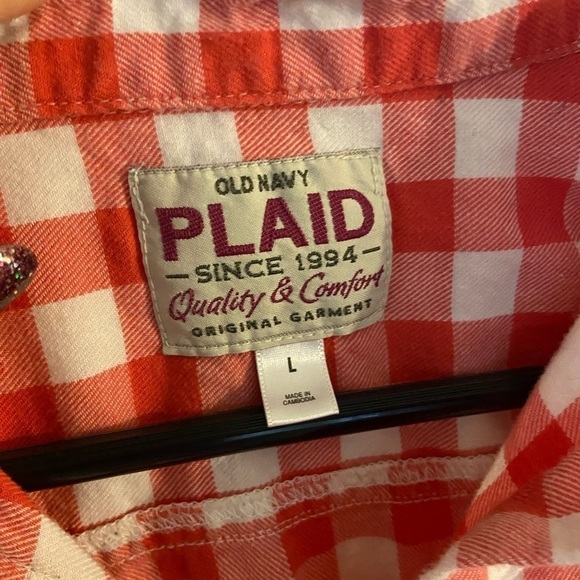 OLD NAVY
PLAID
SINCE 1994
Quality & Comfort
ORIGINAL GARMENT
L
MADE IN
CAMBODIA